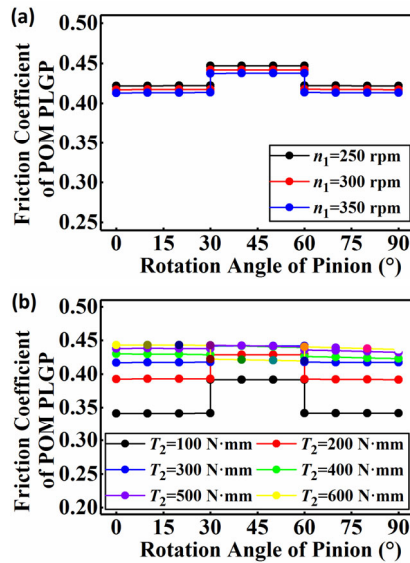 (a)
0.50
0.45
0.40
0.35
0.30
0.25
Friction Coefficient
of POM PLGP
n₁=250 rpm
n₁=300 rpm
n₁=350 rpm
0 15 30 45 60 75 90
Rotation Angle of Pinion (°)
(b)
0.50
0.45
0.40
0.35
0.30
0.25
0.20
Friction Coefficient
of POM PLGP
T₂=100 N·mm T₂=200 N·mm
T₂=300 N·mm T₂=400 N·mm
T₂=500 N·mm T₂=600 N·mm
0 15 30 45 60 75 90
Rotation Angle of Pinion (°)